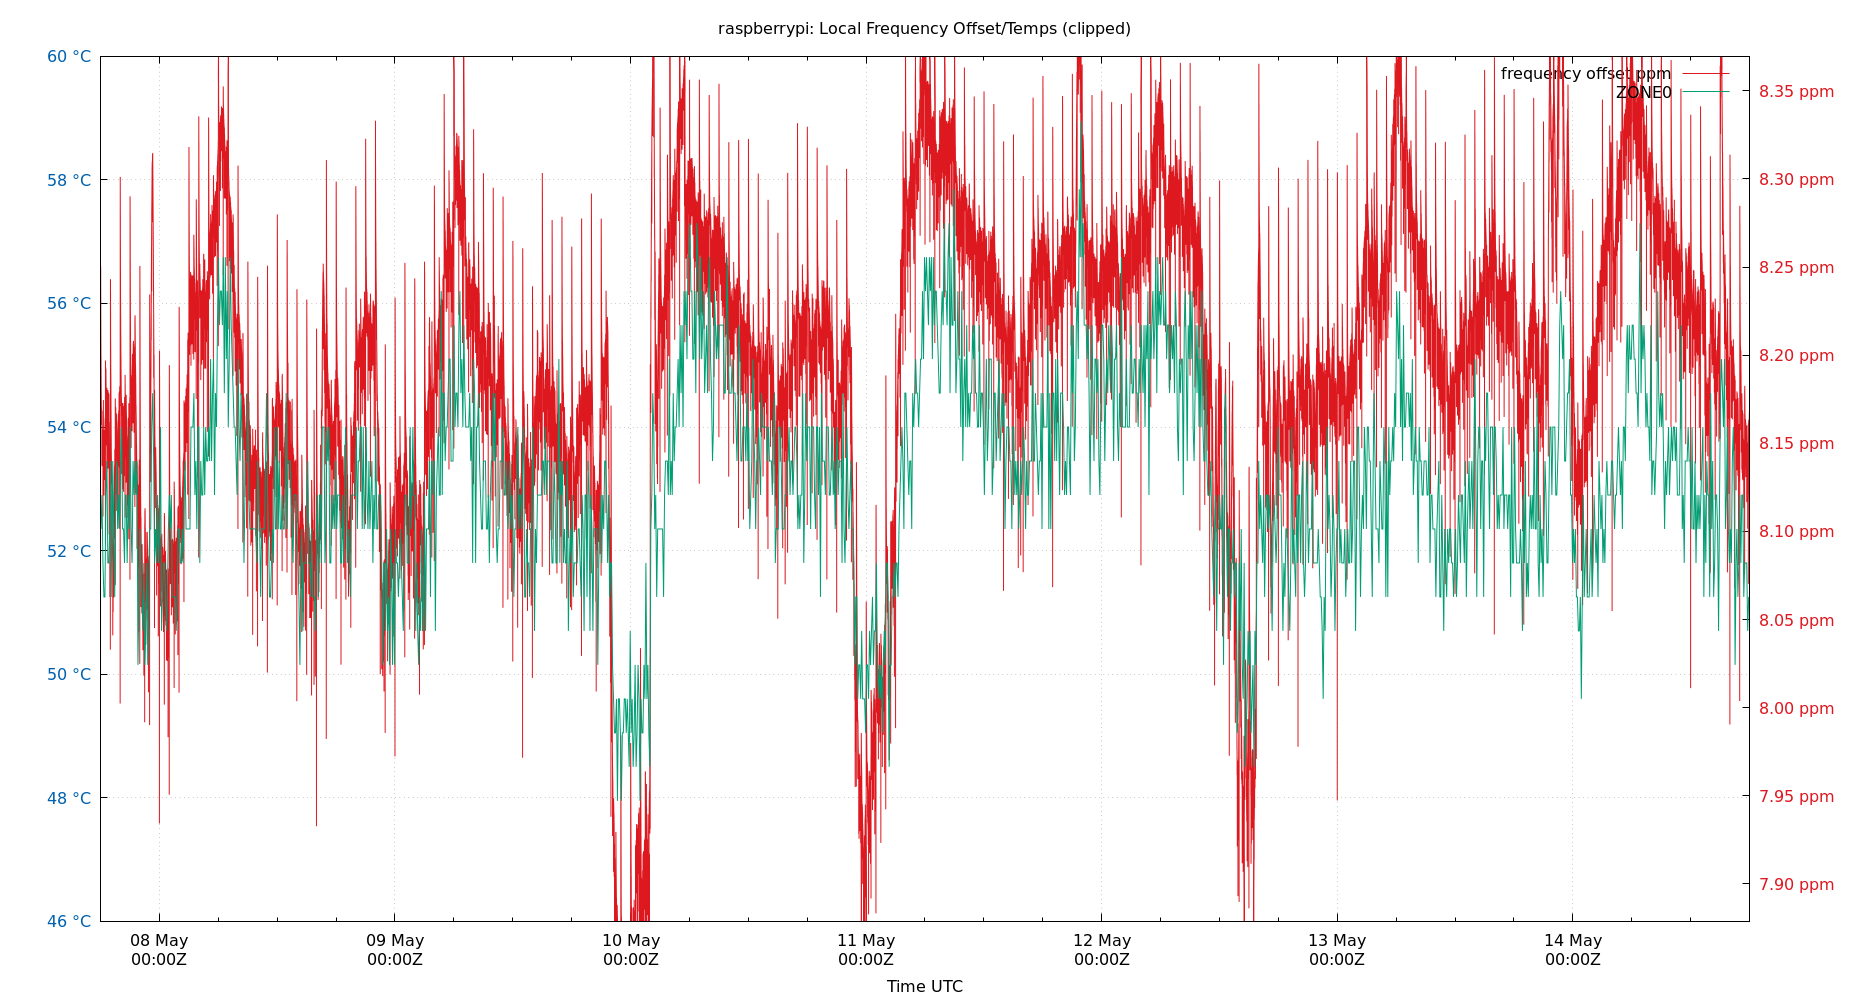 raspberrypi: Local Frequency Offset/Temps (clipped)
60 °C
58 °C
56 °C
54 °C
52 °C
50 °C
48 °C
46 °C
frequency offset ppm
ZONE0
8.35 ppm
8.30 ppm
8.25 ppm
8.20 ppm
8.15 ppm
8.10 ppm
8.05 ppm
8.00 ppm
7.95 ppm
7.90 ppm
08 May
00:00Z
09 May
00:00Z
10 May
00:00Z
11 May
00:00Z
12 May
00:00Z
13 May
00:00Z
14 May
00:00Z
Time UTC